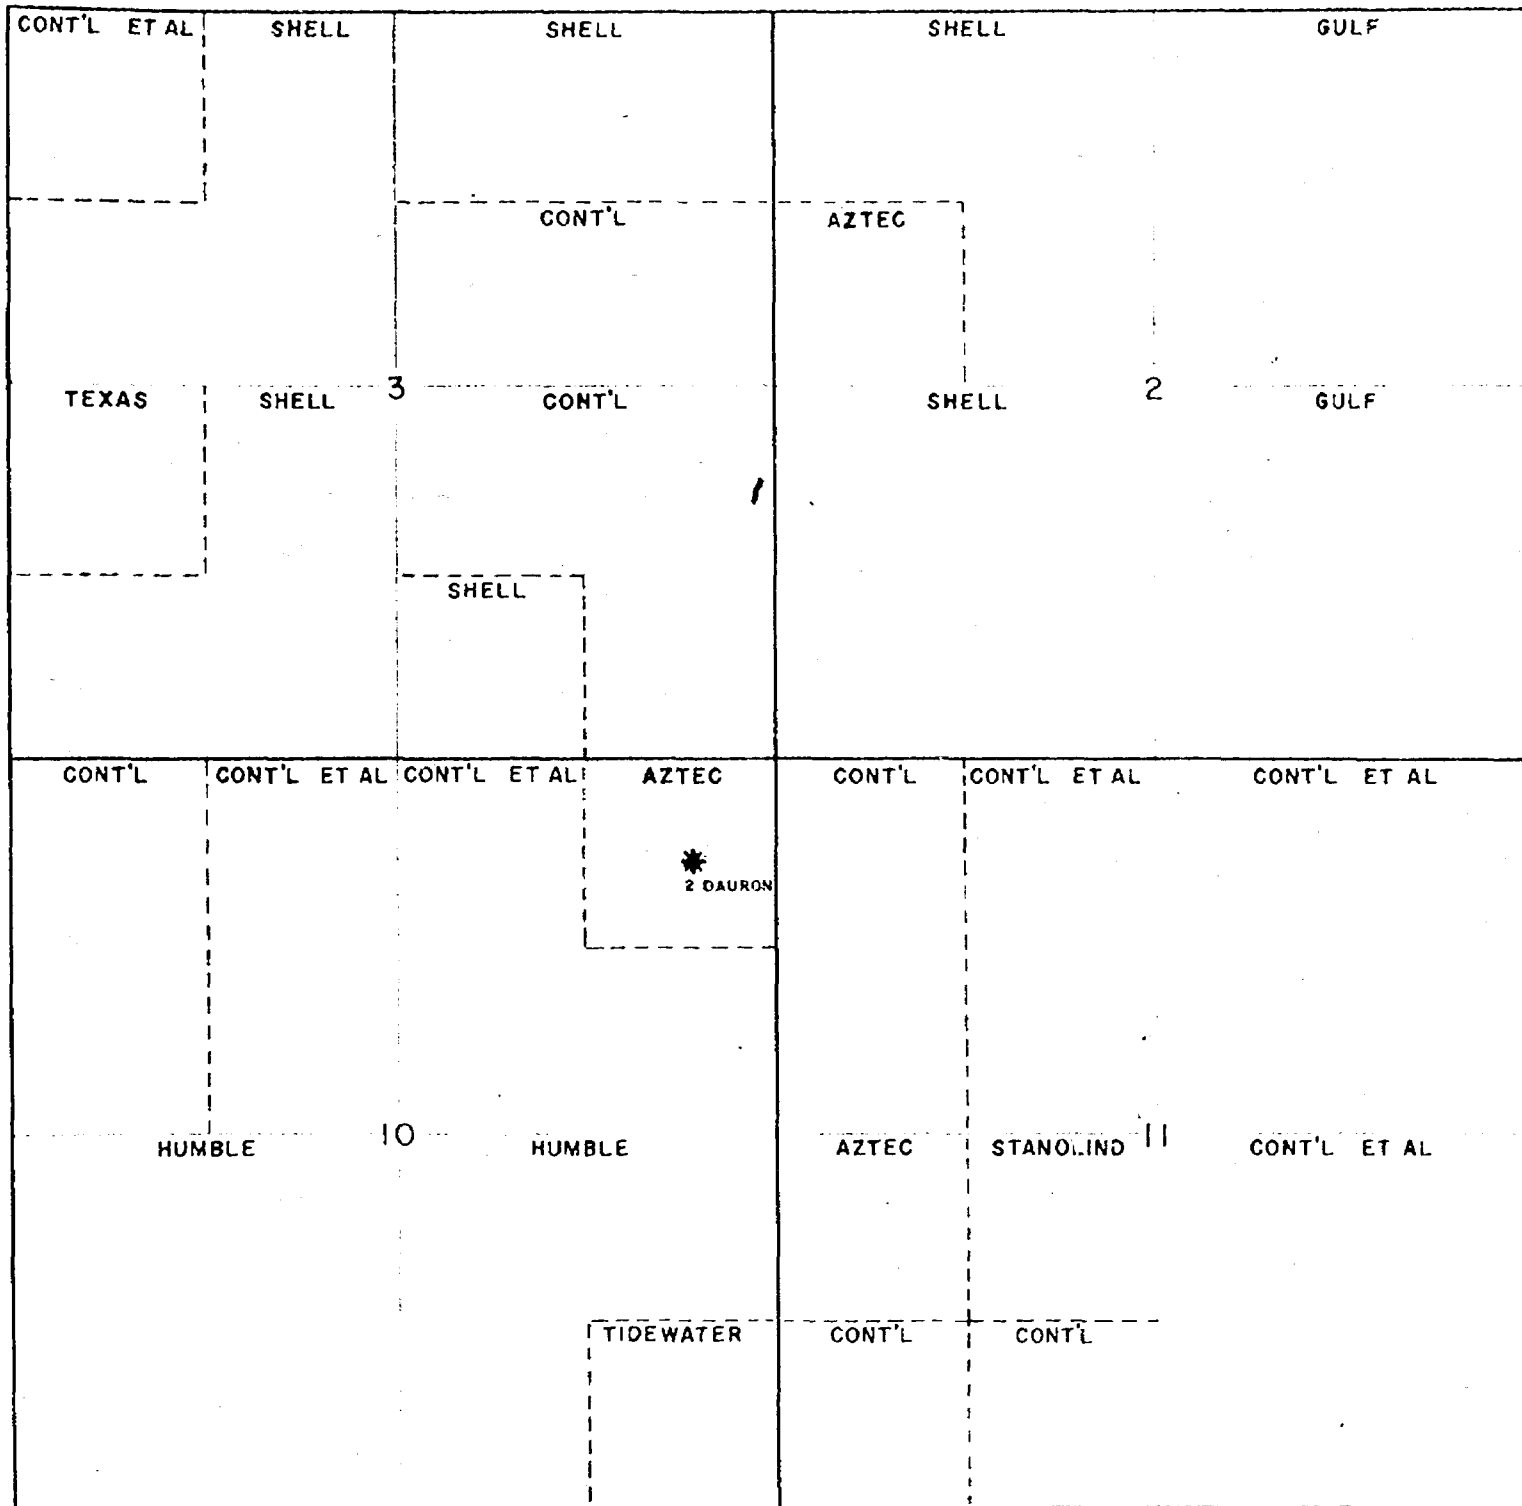 CONT'L ET AL SHELL SHELL SHELL GULF
CONT'L AZTEC
3 2
TEXAS SHELL CONT'L SHELL GULF
SHELL
CONT'L CONT'L ET AL CONT'L ET AL AZTEC CONT'L CONT'L ET AL CONT'L ET AL
2 DAURON
10 11
HUMBLE HUMBLE AZTEC STANOLIND CONT'L ET AL
TIDEWATER CONT'L CONT'L